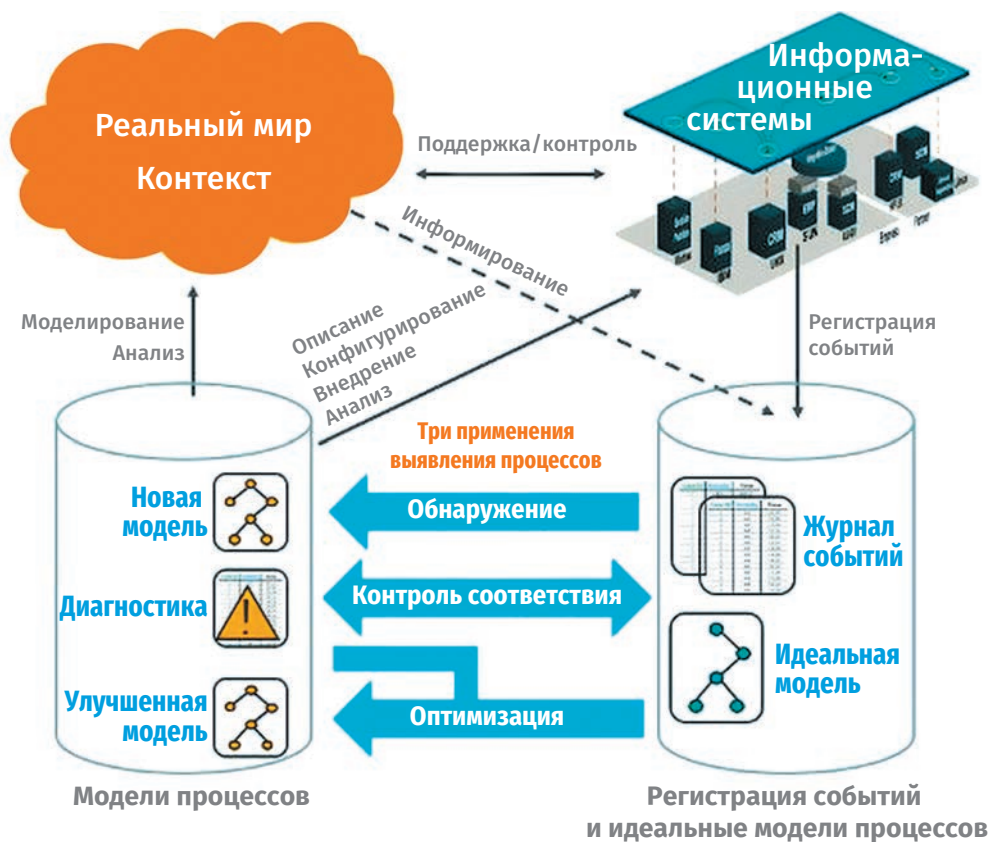 Реальный мир
Контекст
Информа-
ционные
системы
Поддержка/контроль
Информирование
Моделирование
Анализ
Описание
Конфигурирование
Внедрение
Анализ
Регистрация
событий
Три применения
выявления процессов
Новая
модель
Обнаружение
Журнал
событий
Диагностика
Контроль соответствия
Идеальная
модель
Улучшенная
модель
Оптимизация
Модели процессов
Регистрация событий
и идеальные модели процессов
CRM